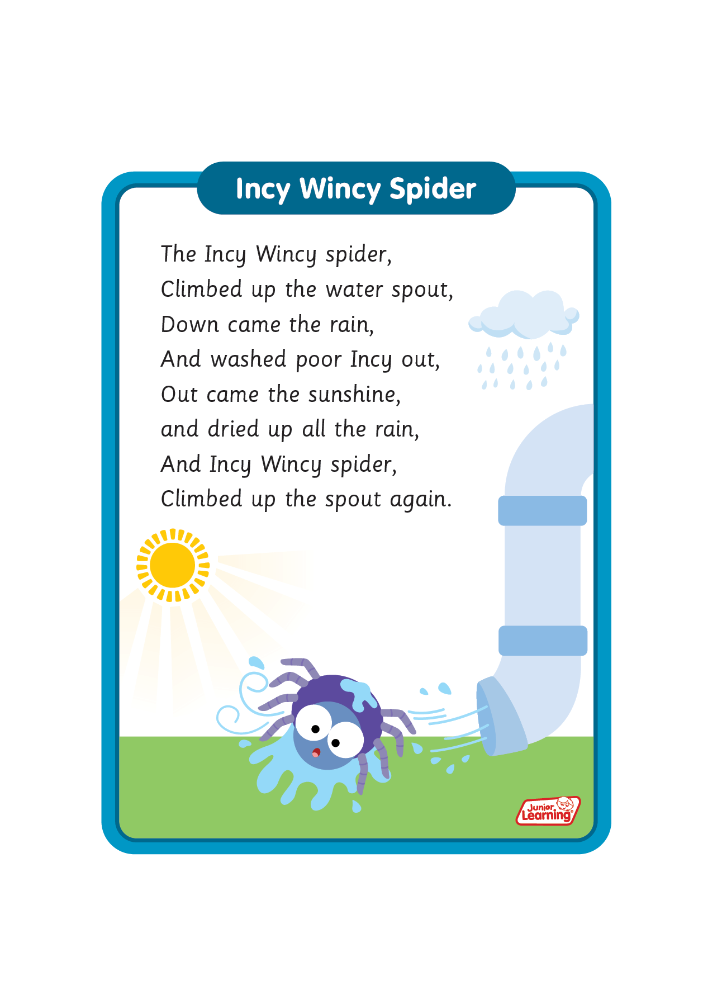 Incy Wincy Spider
The Incy Wincy spider,
Climbed up the water spout,
Down came the rain,
And washed poor Incy out,
Out came the sunshine,
and dried up all the rain,
And Incy Wincy spider,
Climbed up the spout again.
Junior
Learning®